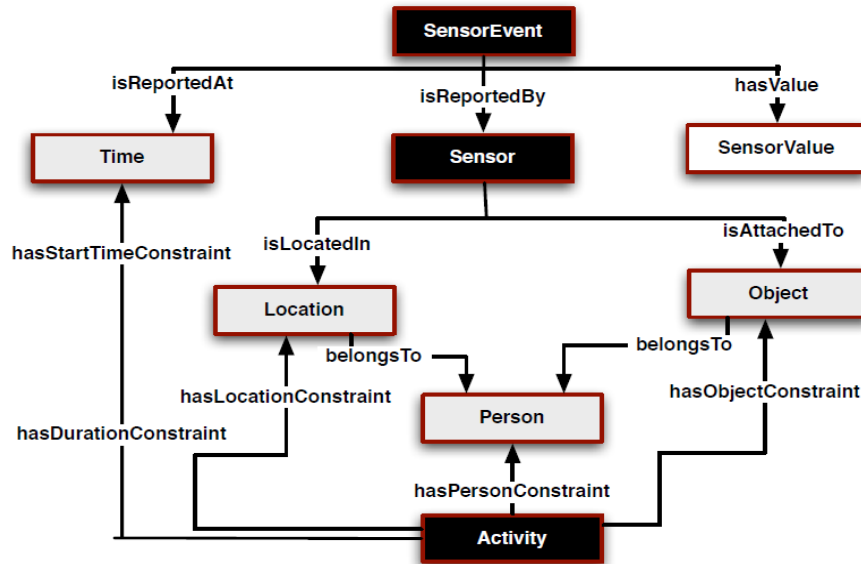 SensorEvent
isReportedAt
isReportedBy
hasValue
Time
Sensor
SensorValue
hasStartTimeConstraint
isLocatedIn
isAttachedTo
Location
Object
belongsTo
belongsTo
hasLocationConstraint
hasObjectConstraint
Person
hasDurationConstraint
hasPersonConstraint
Activity